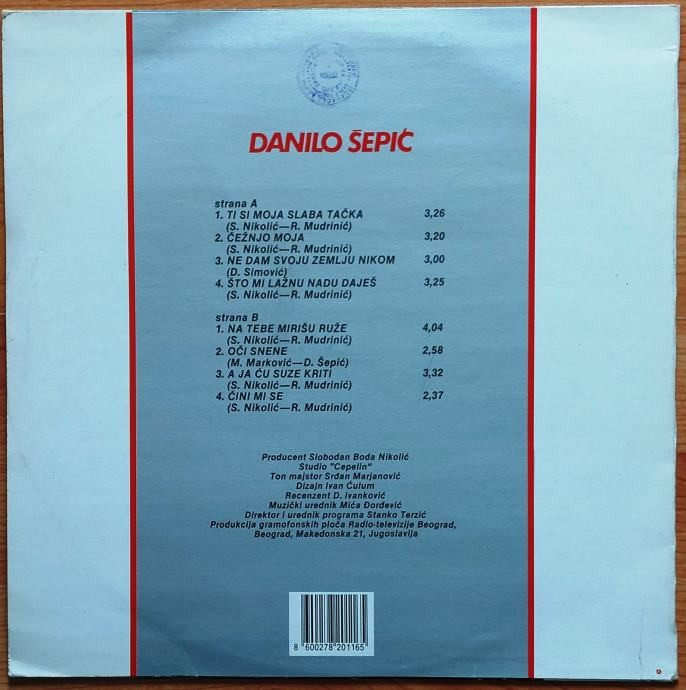 DANILO ŠEPIĆ
strana A
1. TI SI MOJA SLABA TAČKA 3,26
(S. Nikolić—R. Mudrinić)
2. ČEŽNJO MOJA 3,20
(S. Nikolić—R. Mudrinić)
3. NE DAM SVOJU ZEMLJU NIKOM 3,00
(D. Simović)
4. ŠTO MI LAŽNU NADU DAJEŠ 3,25
(S. Nikolić—R. Mudrinić)
strana B
1. NA TEBE MIRIŠU RUŽE 4,04
(S. Nikolić—R. Mudrinić)
2. OČI SNENE 2,58
(M. Marković—D. Šepić)
3. A JA ĆU SUZE KRITI 3,32
(S. Nikolić—R. Mudrinić)
4. ČINI MI SE 2,37
(S. Nikolić—R. Mudrinić)
Producent Slobodan Boda Nikolić
Studio "Cepelin"
Ton majstor Srđan Marjanović
Dizajn Ivan Ćulum
Recenzent D. Ivanković
Muzički urednik Mića Đorđević
Direktor i urednik programa Stanko Terzić
Produkcija gramofonskih ploča Radio-televizije Beograd,
Beograd, Makedonska 21, Jugoslavija
8 600278 201165